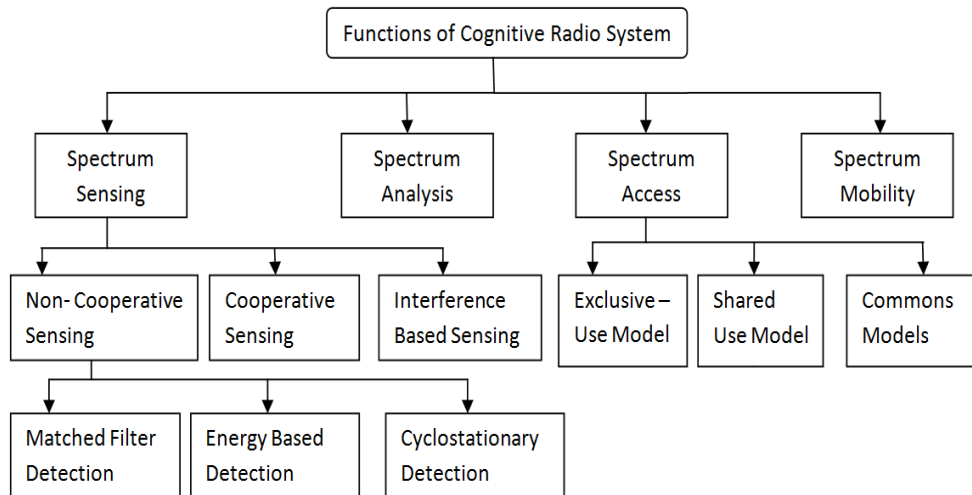 Functions of Cognitive Radio System
Spectrum
Sensing
Spectrum
Analysis
Spectrum
Access
Spectrum
Mobility
Non- Cooperative
Sensing
Cooperative
Sensing
Interference
Based Sensing
Exclusive –
Use Model
Shared
Use Model
Commons
Models
Matched Filter
Detection
Energy Based
Detection
Cyclostationary
Detection